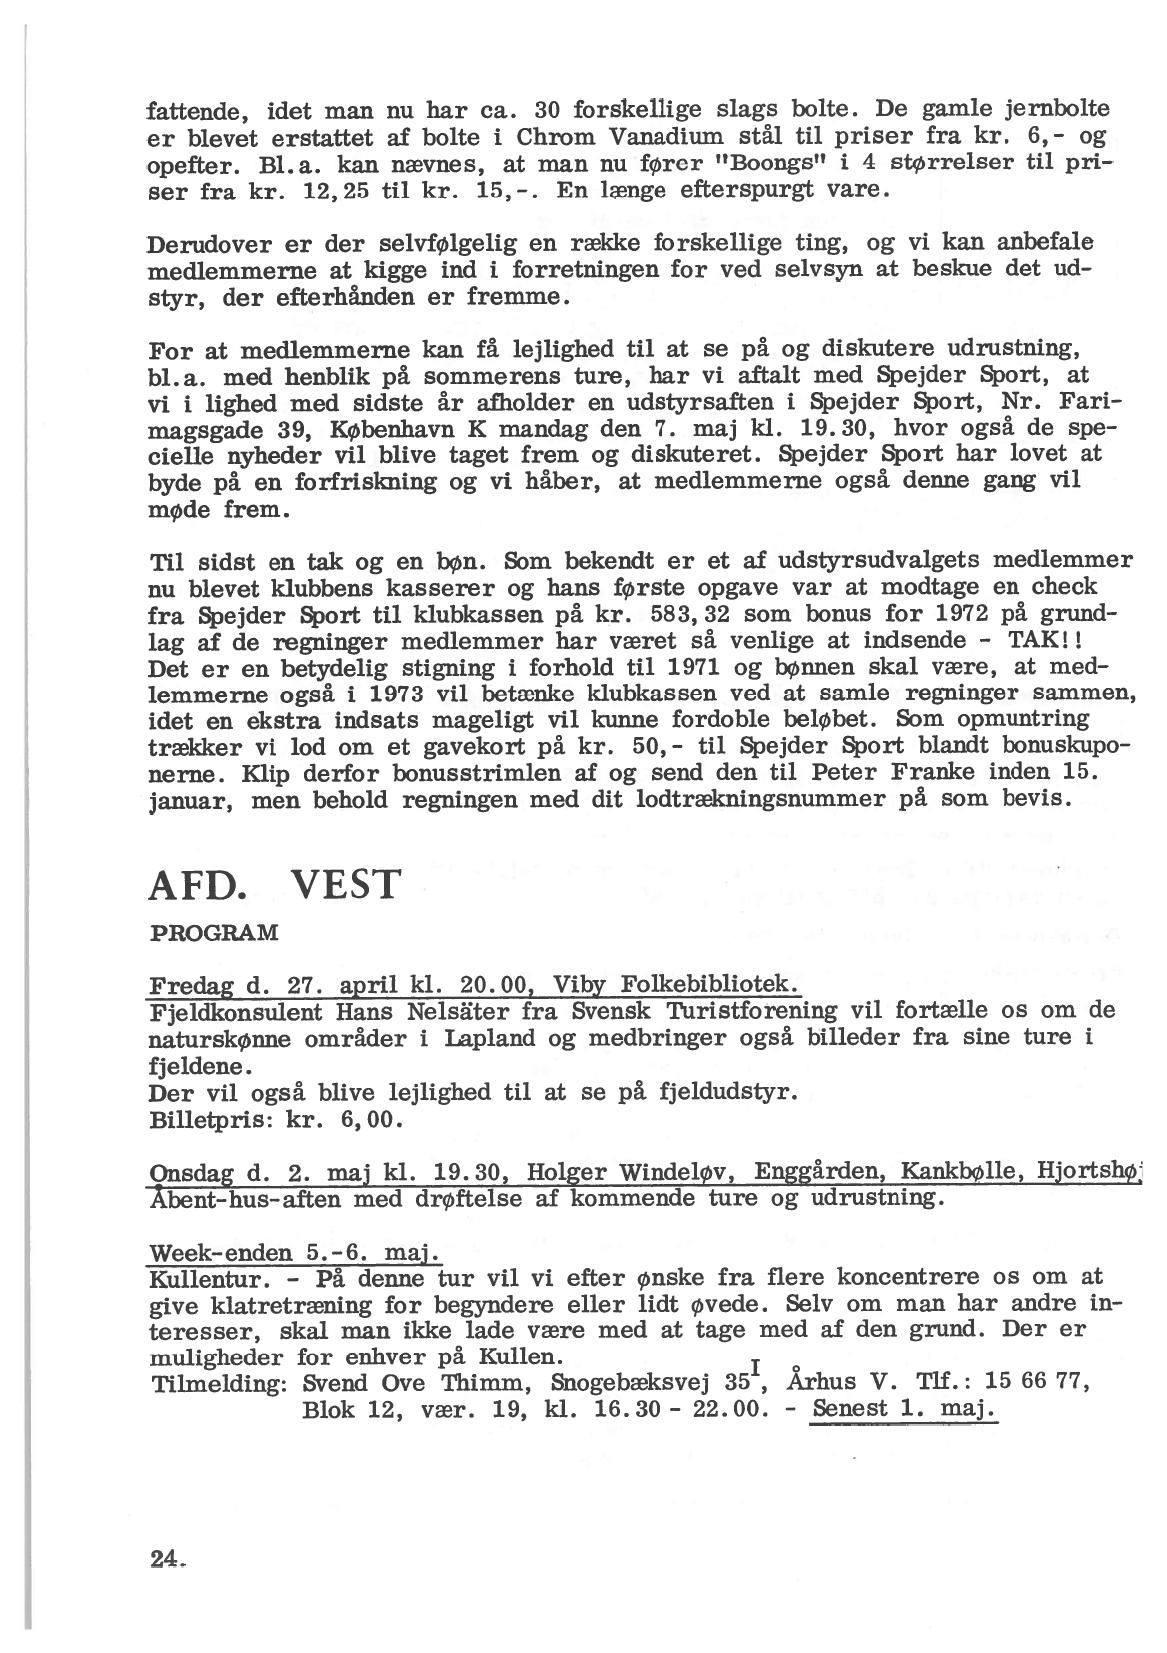 fattende, idet man nu har ca. 30 forskellige slags bolte. De gamle jernbolte
er blevet erstattet af bolte i Chrom Vanadium stål til priser fra kr. 6,- og
opefter. Bl.a. kan nævnes, at man nu fører "Boongs" i 4 størrelser til pri-
ser fra kr. 12,25 til kr. 15,-. En længe efterspurgt vare.

Derudover er der selvfølgelig en række forskellige ting, og vi kan anbefale
medlemmerne at kigge ind i forretningen for ved selvsyn at beskue det ud-
styr, der efterhånden er fremme.

For at medlemmerne kan få lejlighed til at se på og diskutere udrustning,
bl.a. med henblik på sommerens ture, har vi aftalt med Spejder Sport, at
vi i lighed med sidste år afholder en udstyrsaften i Spejder Sport, Nr. Fari-
magsgade 39, København K mandag den 7. maj kl. 19.30, hvor også de spe-
cielle nyheder vil blive taget frem og diskuteret. Spejder Sport har lovet at
byde på en forfriskning og vi håber, at medlemmerne også denne gang vil
møde frem.

Til sidst en tak og en bøn. Som bekendt er et af udstyrsudvalgets medlemmer
nu blevet klubbens kasserer og hans første opgave var at modtage en check
fra Spejder Sport til klubkassen på kr. 583,32 som bonus for 1972 på grund-
lag af de regninger medlemmer har været så venlige at indsende - TAK!!
Det er en betydelig stigning i forhold til 1971 og bønnen skal være, at med-
lemmerne også i 1973 vil betænke klubkassen ved at samle regninger sammen,
idet en ekstra indsats mageligt vil kunne fordoble beløbet. Som opmuntring
trækker vi lod om et gavekort på kr. 50,- til Spejder Sport blandt bonuskupo-
nerne. Klip derfor bonusstrimlen af og send den til Peter Franke inden 15.
januar, men behold regningen med dit lodtrækningsnummer på som bevis.

AFD. VEST

PROGRAM

Fredag d. 27. april kl. 20.00, Viby Folkebibliotek.
Fjeldkonsulent Hans Nelsäter fra Svensk Turistforening vil fortælle os om de
naturskønne områder i Lapland og medbringer også billeder fra sine ture i
fjeldene.
Der vil også blive lejlighed til at se på fjeldudstyr.
Billetpris: kr. 6,00.

Onsdag d. 2. maj kl. 19.30, Holger Windeløv, Enggården, Kankbølle, Hjortshøj
Åbent-hus-aften med drøftelse af kommende ture og udrustning.

Week-enden 5.-6. maj.
Kullentur. - På denne tur vil vi efter ønske fra flere koncentrere os om at
give klatretræning for begyndere eller lidt øvede. Selv om man har andre in-
teresser, skal man ikke lade være med at tage med af den grund. Der er
muligheder for enhver på Kullen.
Tilmelding: Svend Ove Thimm, Snogebæksvej 35I, Århus V. Tlf.: 15 66 77,
Blok 12, vær. 19, kl. 16.30 - 22.00. - Senest 1. maj.

24.